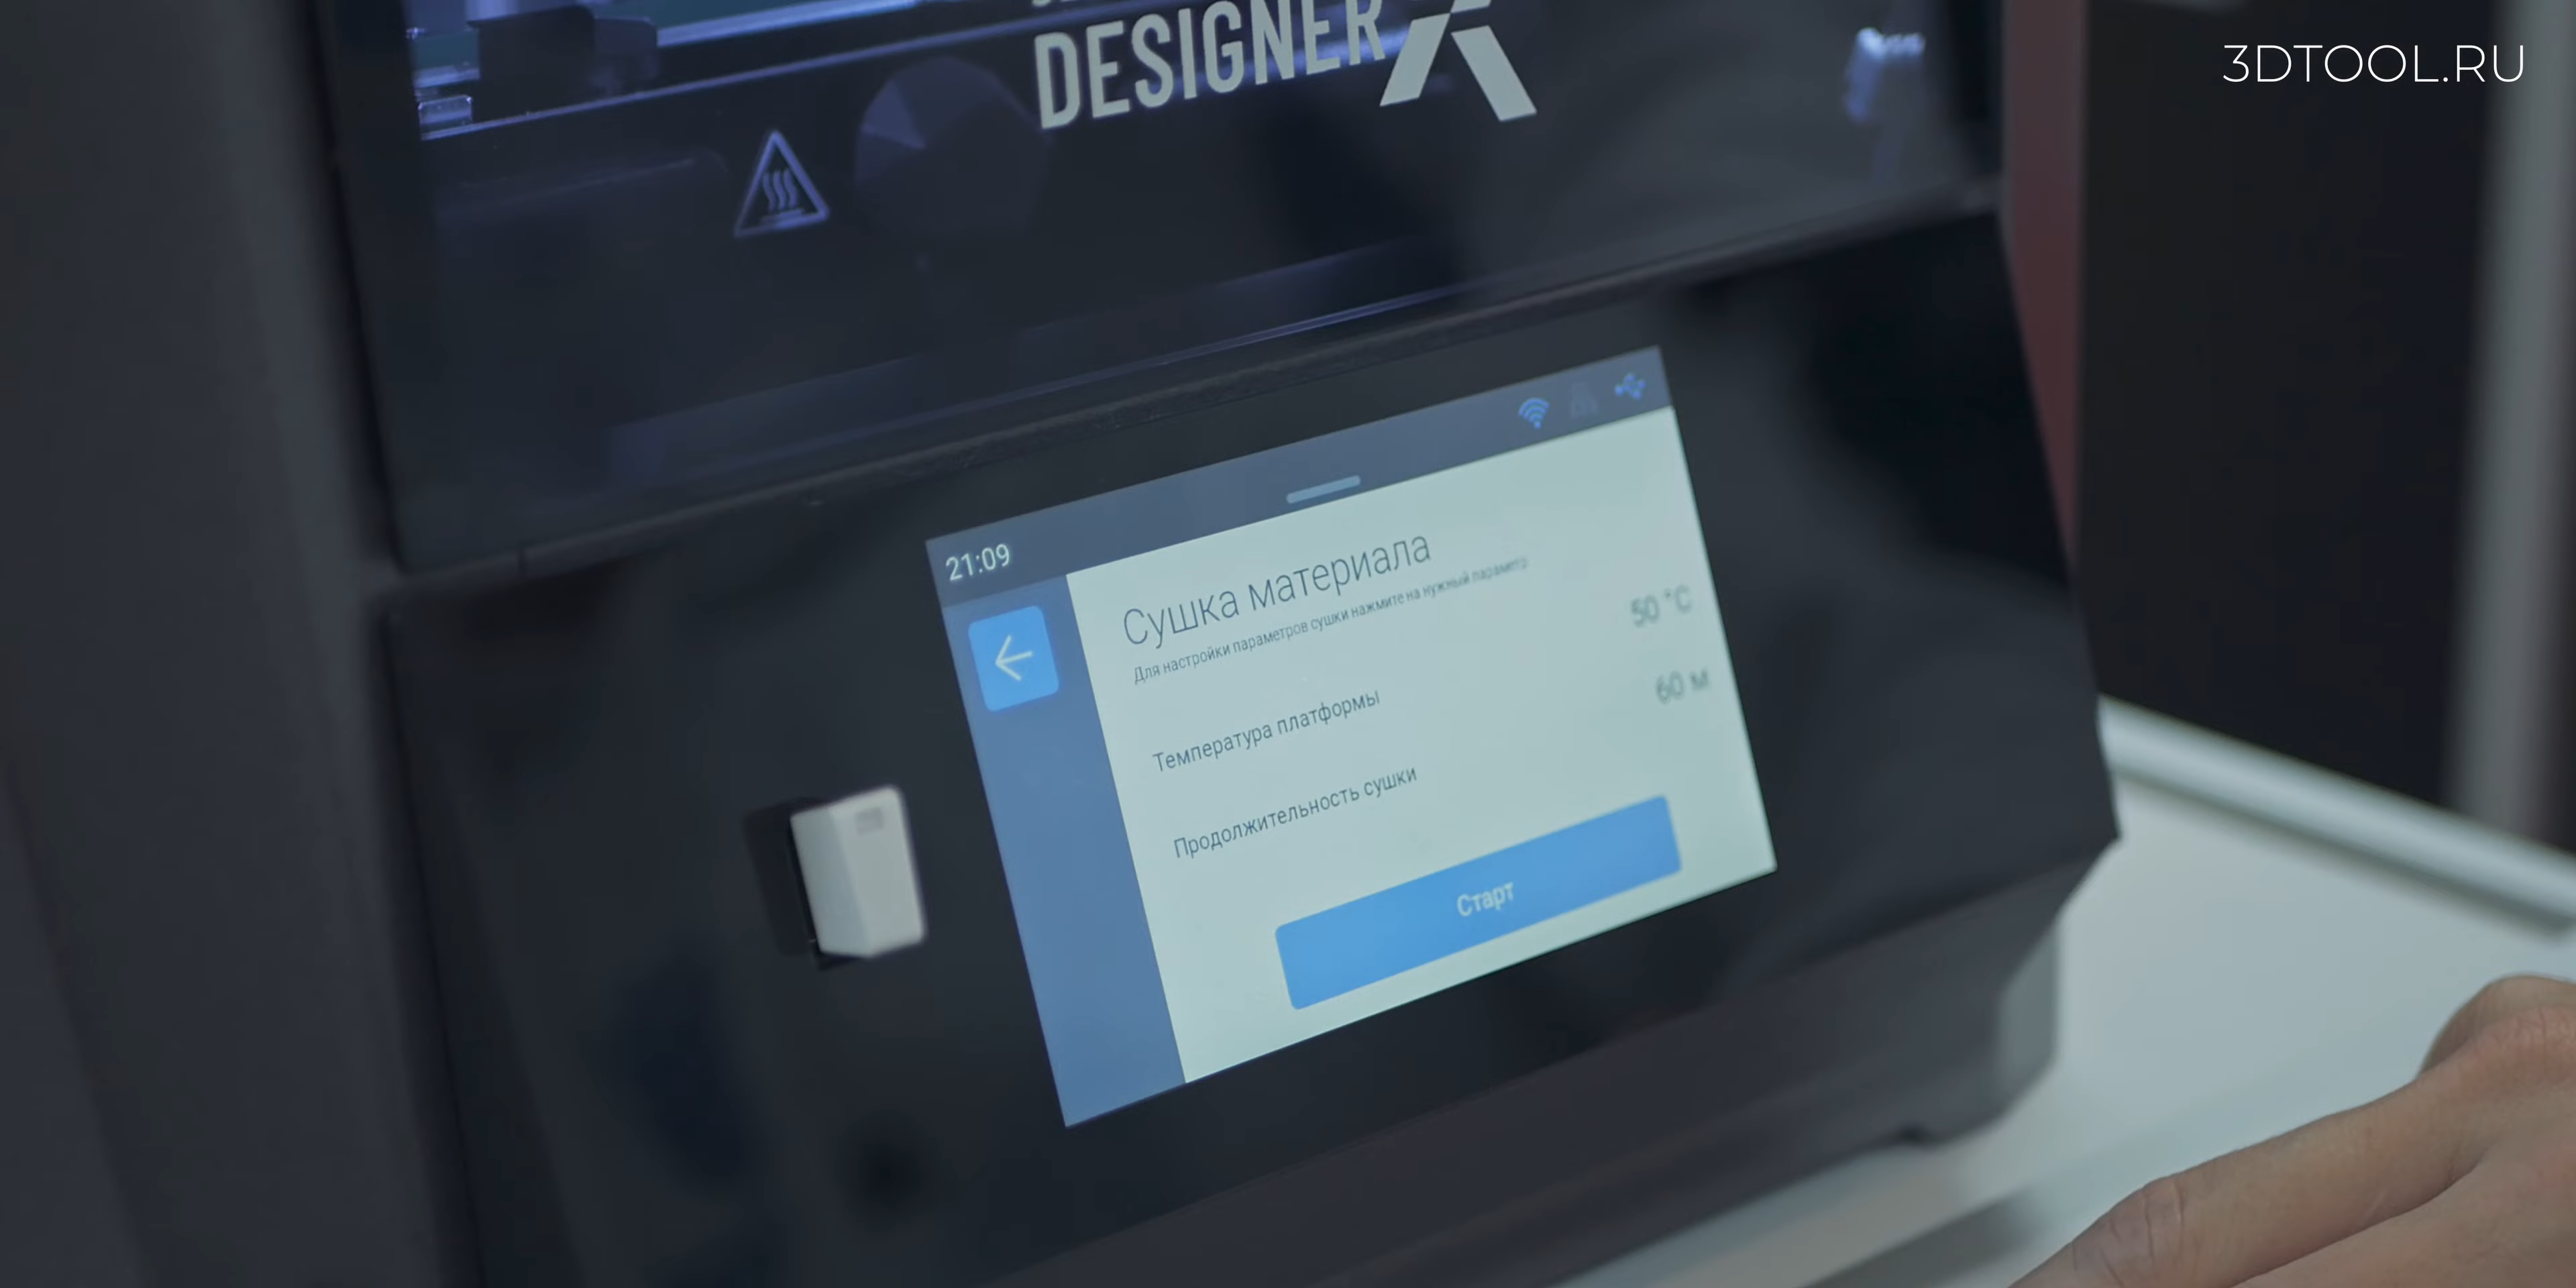 DESIGNER X
3DTOOL.RU
21:09
Сушка материала
Для настройки параметров сушки нажмите на нужный параметр
Температура платформы
50 °C
Продолжительность сушки
60 м
Старт